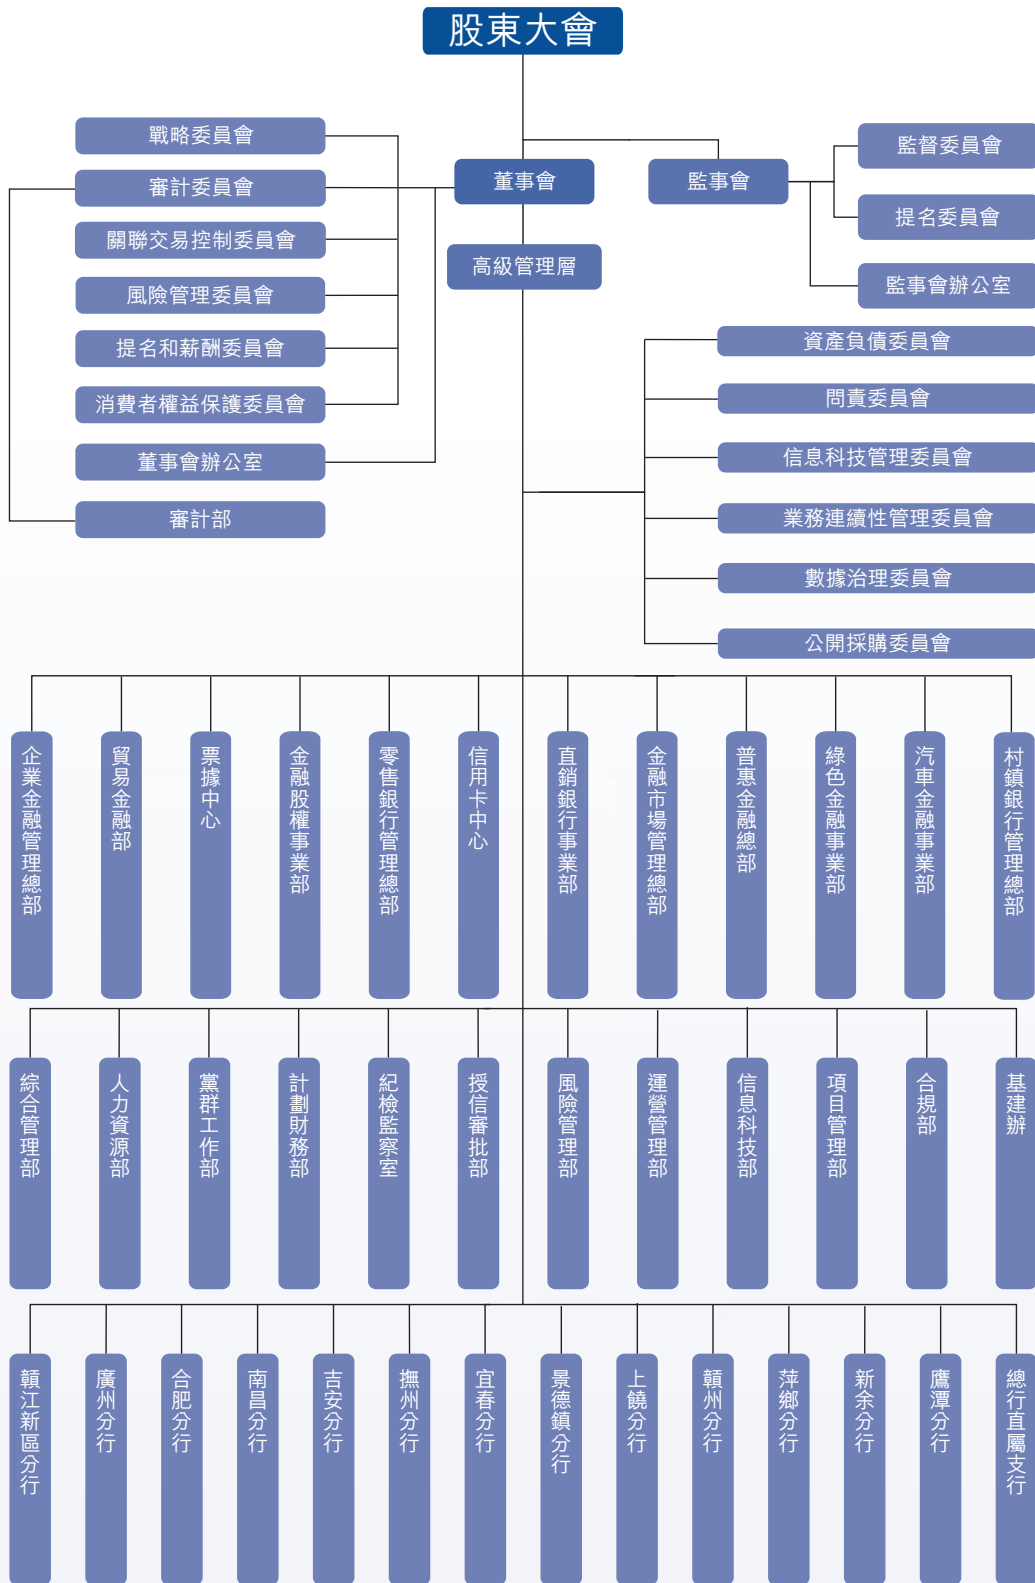 股東大會
戰略委員會
審計委員會
關聯交易控制委員會
風險管理委員會
提名和薪酬委員會
消費者權益保護委員會
董事會辦公室
審計部
董事會
監事會
高級管理層
監督委員會
提名委員會
監事會辦公室
資產負債委員會
問責委員會
信息科技管理委員會
業務連續性管理委員會
數據治理委員會
公開採購委員會
企業金融管理總部
貿易金融部
票據中心
金融股權事業部
零售銀行管理總部
信用卡中心
直銷銀行事業部
金融市場管理總部
普惠金融總部
綠色金融事業部
汽車金融事業部
村鎮銀行管理總部
綜合管理部
人力資源部
黨群工作部
計劃財務部
紀檢監察室
授信審批部
風險管理部
運營管理部
信息科技部
項目管理部
合規部
基建辦
贛江新區分行
廣州分行
合肥分行
南昌分行
吉安分行
撫州分行
宜春分行
景德鎮分行
上饒分行
贛州分行
萍鄉分行
新余分行
鷹潭分行
總行直屬支行